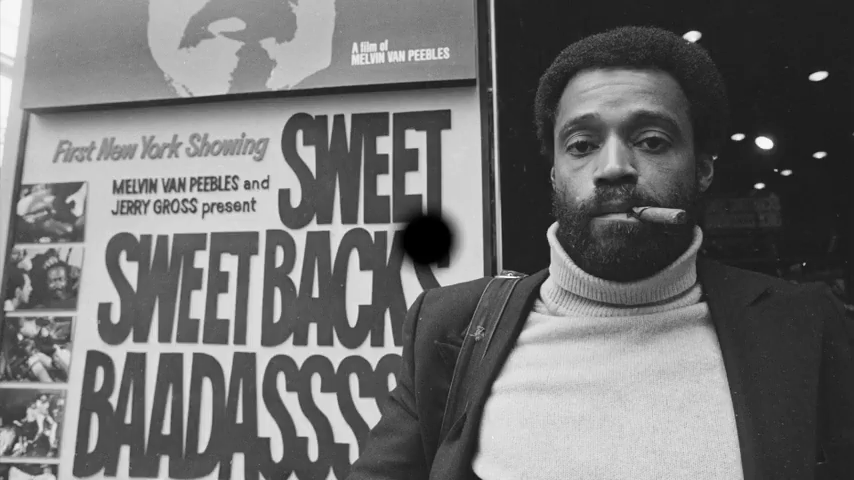 A film of
MELVIN VAN PEEBLES
First New York Showing
MELVIN VAN PEEBLES and
JERRY GROSS present
SWEET
SWEETBACK'S
BAADASSSS